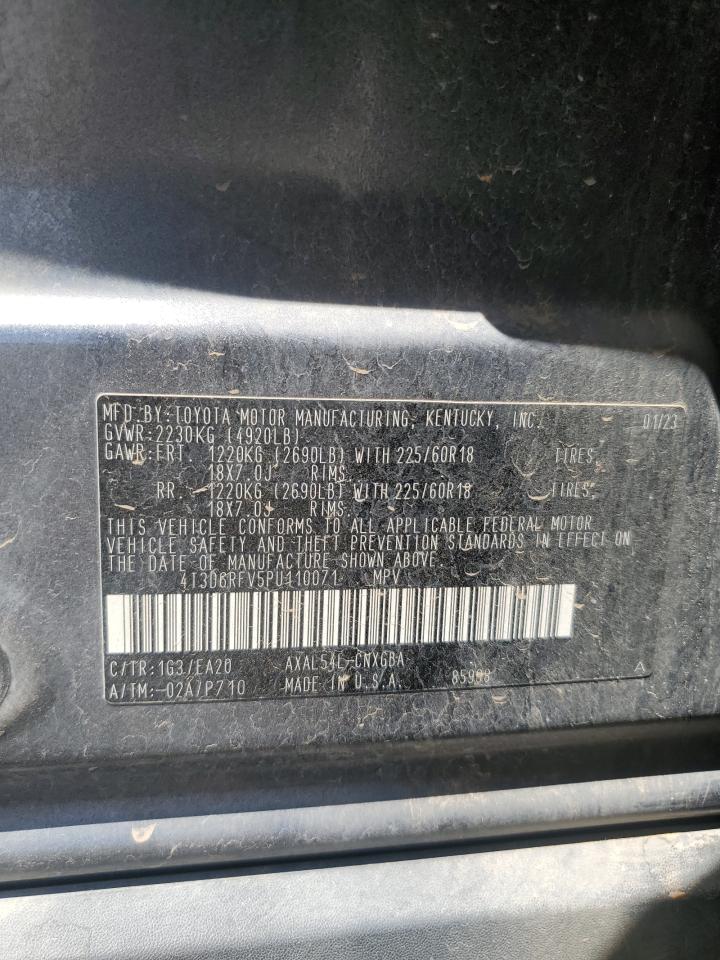 MFD.BY:TOYOTA MOTOR MANUFACTURING, KENTUCKY, INC. 01/23
GVWR:2230KG (4920LB)
GAWR:FRT. 1220KG (2690LB) WITH 225/60R18 TIRES,
18X7.0J RIMS.
RR. 1220KG (2690LB) WITH 225/60R18 TIRES,
18X7.0J RIMS.
THIS VEHICLE CONFORMS TO ALL APPLICABLE FEDERAL MOTOR
VEHICLE SAFETY AND THEFT PREVENTION STANDARDS IN EFFECT ON
THE DATE OF MANUFACTURE SHOWN ABOVE.
4T3D6RFV5PU110071 MPV
C/TR:1G3/EA20 AXAL54L-CNXGBA A
A/TM:-02A/P710 MADE IN U.S.A. 85998